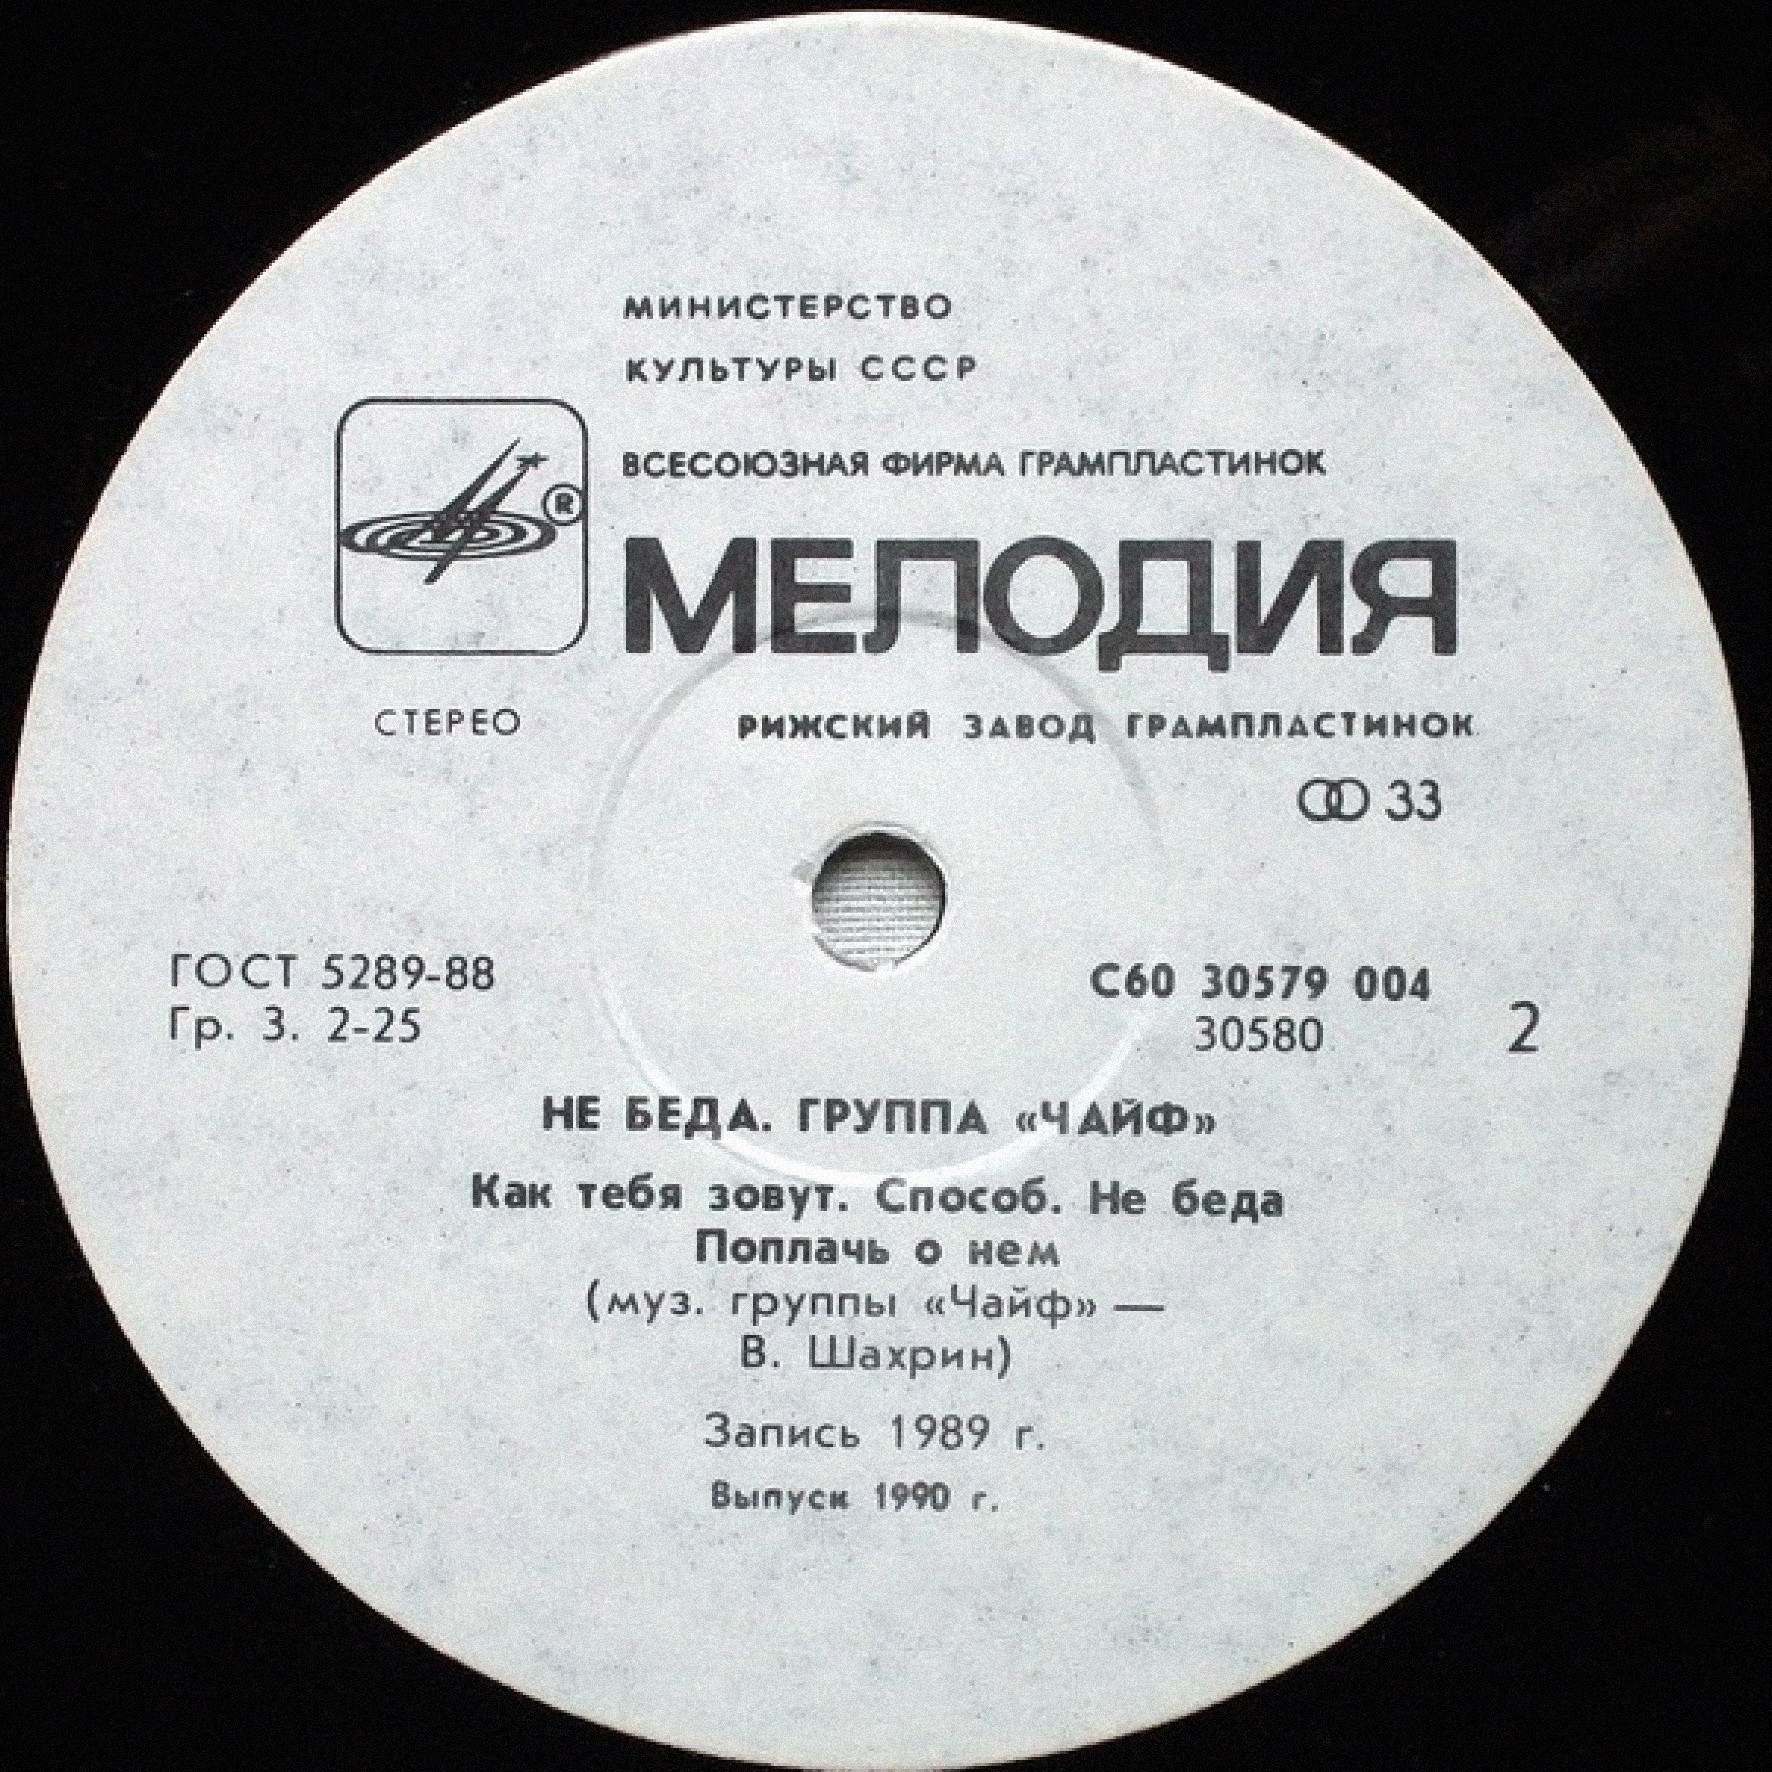 МИНИСТЕРСТВО
КУЛЬТУРЫ СССР
ВСЕСОЮЗНАЯ ФИРМА ГРАМПЛАСТИНОК
®
МЕЛОДИЯ
СТЕРЕО
РИЖСКИЙ ЗАВОД ГРАМПЛАСТИНОК
33
ГОСТ 5289-88
Гр. 3. 2-25
С60 30579 004
30580
2
НЕ БЕДА. ГРУППА «ЧАЙФ»
Как тебя зовут. Способ. Не беда
Поплачь о нем
(муз. группы «Чайф» —
В. Шахрин)
Запись 1989 г.
Выпуск 1990 г.